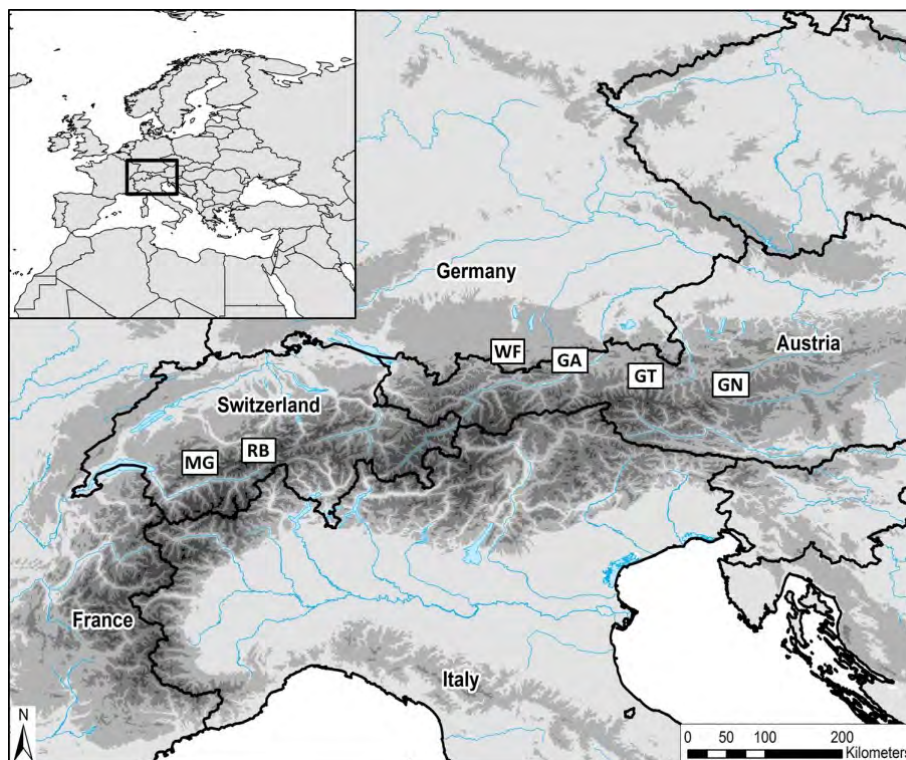 Germany
WF
GA
Austria
GT
GN
Switzerland
RB
MG
France
Italy
N
0 50 100 200
Kilometers